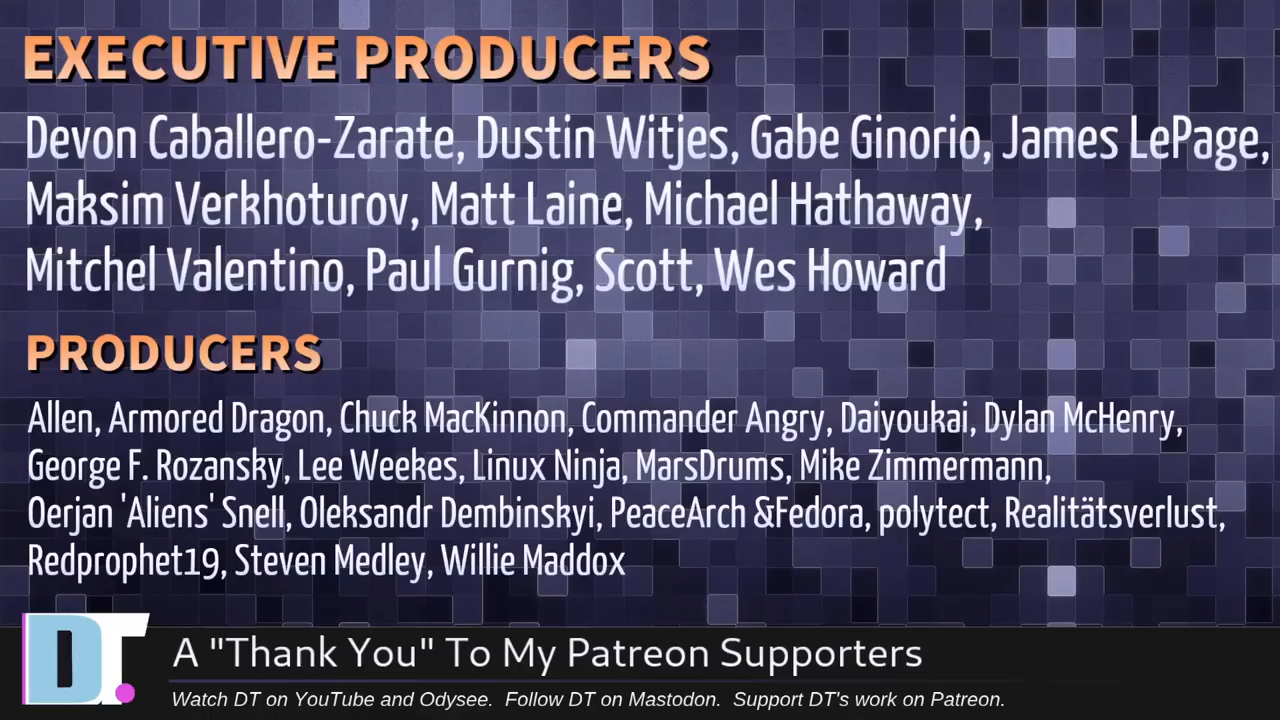 EXECUTIVE PRODUCERS
Devon Caballero-Zarate, Dustin Witjes, Gabe Ginorio, James LePage,
Maksim Verkhoturov, Matt Laine, Michael Hathaway,
Mitchel Valentino, Paul Gurnig, Scott, Wes Howard
PRODUCERS
Allen, Armored Dragon, Chuck MacKinnon, Commander Angry, Daiyoukai, Dylan McHenry,
George F. Rozansky, Lee Weekes, Linux Ninja, MarsDrums, Mike Zimmermann,
Oerjan 'Aliens' Snell, Oleksandr Dembinskyi, PeaceArch &Fedora, polytect, Realitätsverlust,
Redprophet19, Steven Medley, Willie Maddox
DT
A "Thank You" To My Patreon Supporters
Watch DT on YouTube and Odysee. Follow DT on Mastodon. Support DT's work on Patreon.